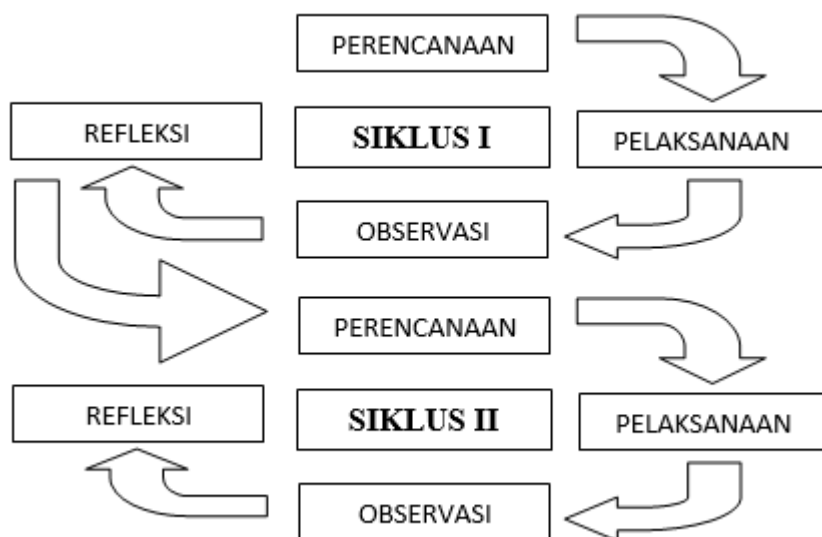 PERENCANAAN
REFLEKSI
SIKLUS I
PELAKSANAAN
OBSERVASI
PERENCANAAN
REFLEKSI
SIKLUS II
PELAKSANAAN
OBSERVASI